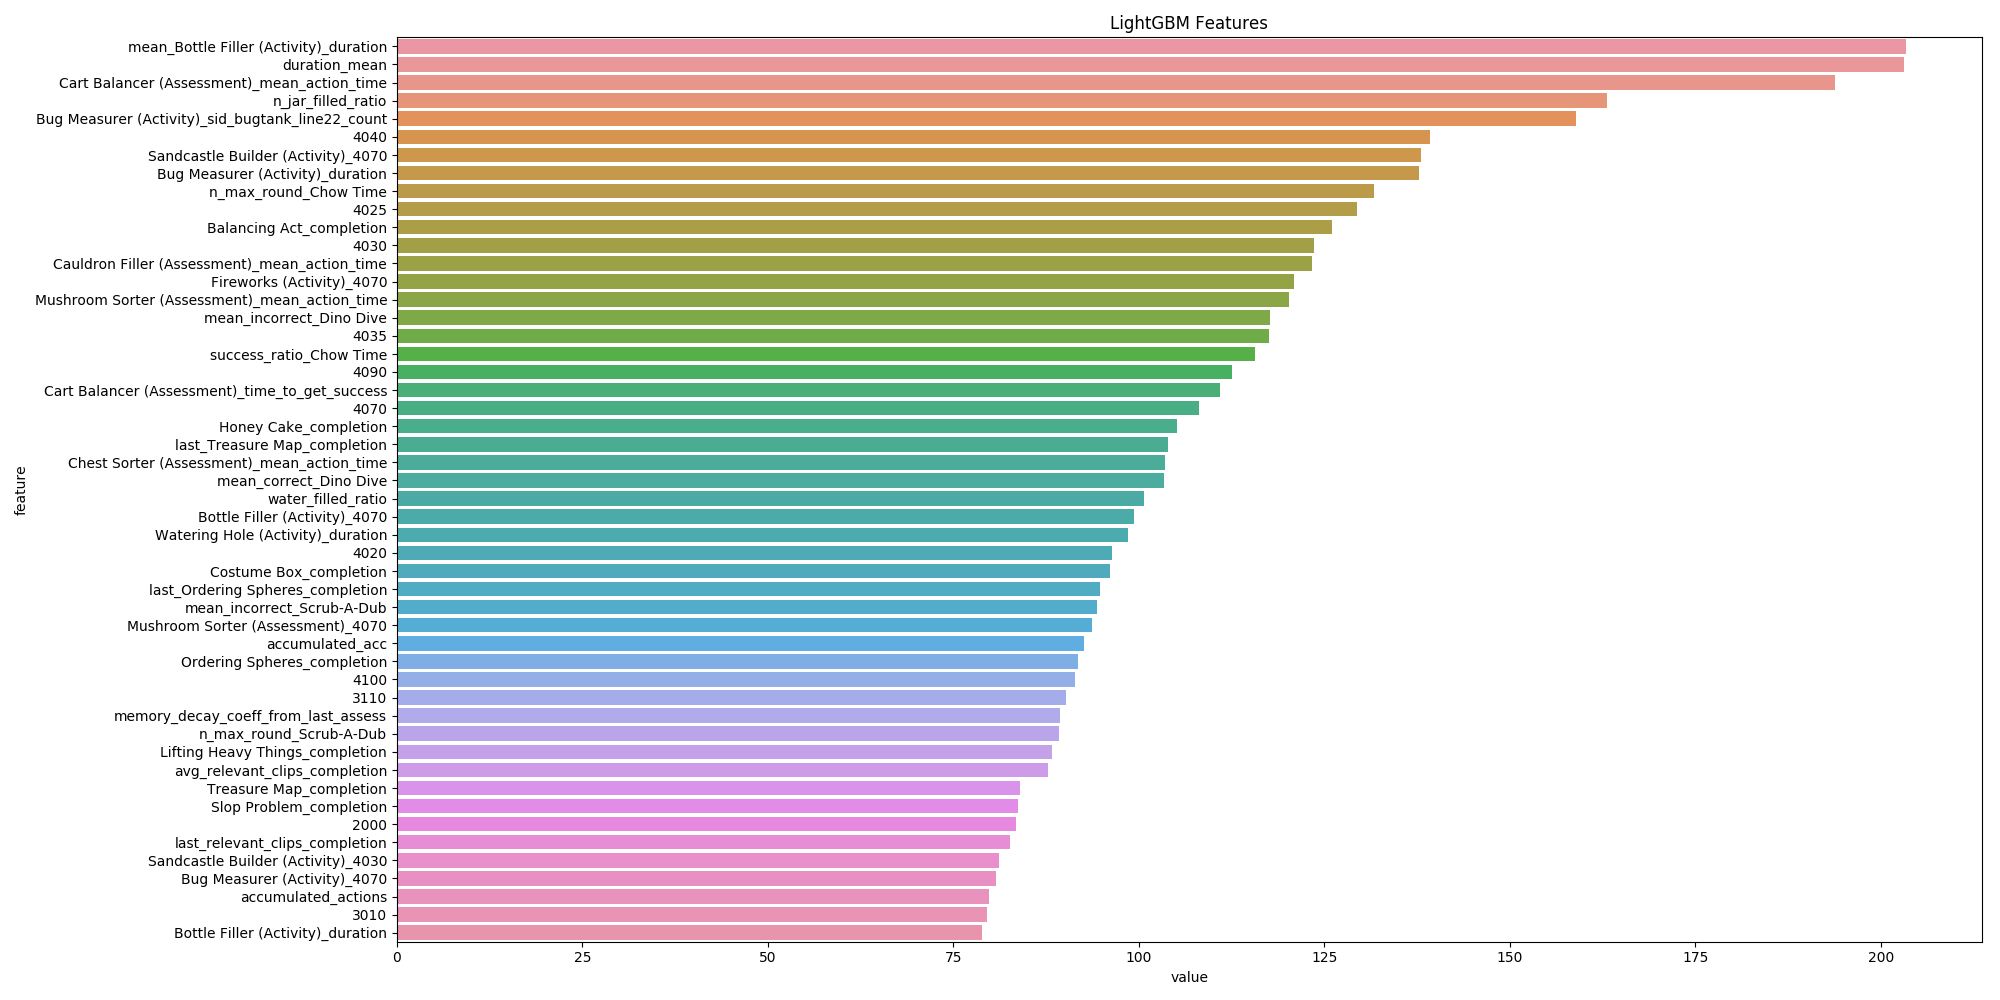 LightGBM Features
mean_Bottle Filler (Activity)_duration
duration_mean
Cart Balancer (Assessment)_mean_action_time
n_jar_filled_ratio
Bug Measurer (Activity)_sid_bugtank_line22_count
4040
Sandcastle Builder (Activity)_4070
Bug Measurer (Activity)_duration
n_max_round_Chow Time
4025
Balancing Act_completion
4030
Cauldron Filler (Assessment)_mean_action_time
Fireworks (Activity)_4070
Mushroom Sorter (Assessment)_mean_action_time
mean_incorrect_Dino Dive
4035
success_ratio_Chow Time
4090
Cart Balancer (Assessment)_time_to_get_success
4070
Honey Cake_completion
last_Treasure Map_completion
Chest Sorter (Assessment)_mean_action_time
mean_correct_Dino Dive
water_filled_ratio
Bottle Filler (Activity)_4070
Watering Hole (Activity)_duration
4020
Costume Box_completion
last_Ordering Spheres_completion
mean_incorrect_Scrub-A-Dub
Mushroom Sorter (Assessment)_4070
accumulated_acc
Ordering Spheres_completion
4100
3110
memory_decay_coeff_from_last_assess
n_max_round_Scrub-A-Dub
Lifting Heavy Things_completion
avg_relevant_clips_completion
Treasure Map_completion
Slop Problem_completion
2000
last_relevant_clips_completion
Sandcastle Builder (Activity)_4030
Bug Measurer (Activity)_4070
accumulated_actions
3010
Bottle Filler (Activity)_duration
feature
0 25 50 75 100 125 150 175 200
value